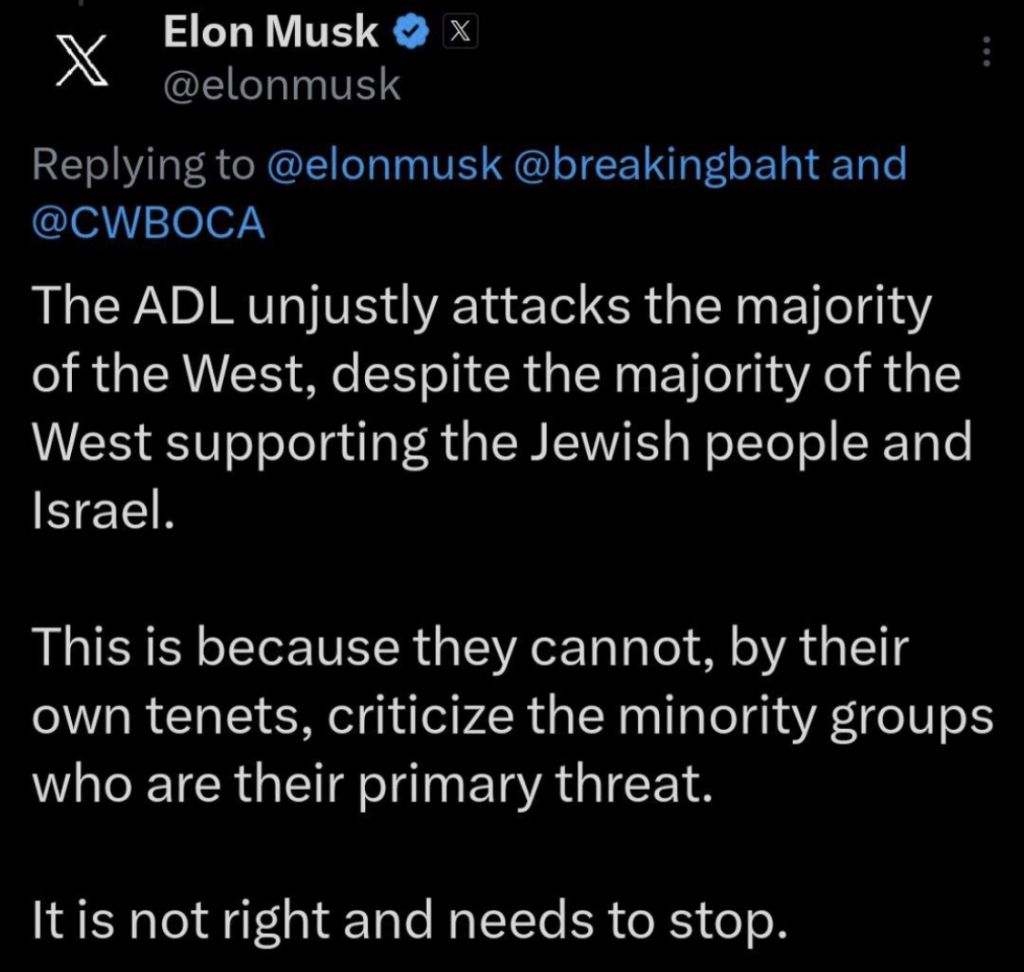 Elon Musk
@elonmusk
Replying to @elonmusk @breakingbaht and
@CWBOCA
The ADL unjustly attacks the majority
of the West, despite the majority of the
West supporting the Jewish people and
Israel.
This is because they cannot, by their
own tenets, criticize the minority groups
who are their primary threat.
It is not right and needs to stop.